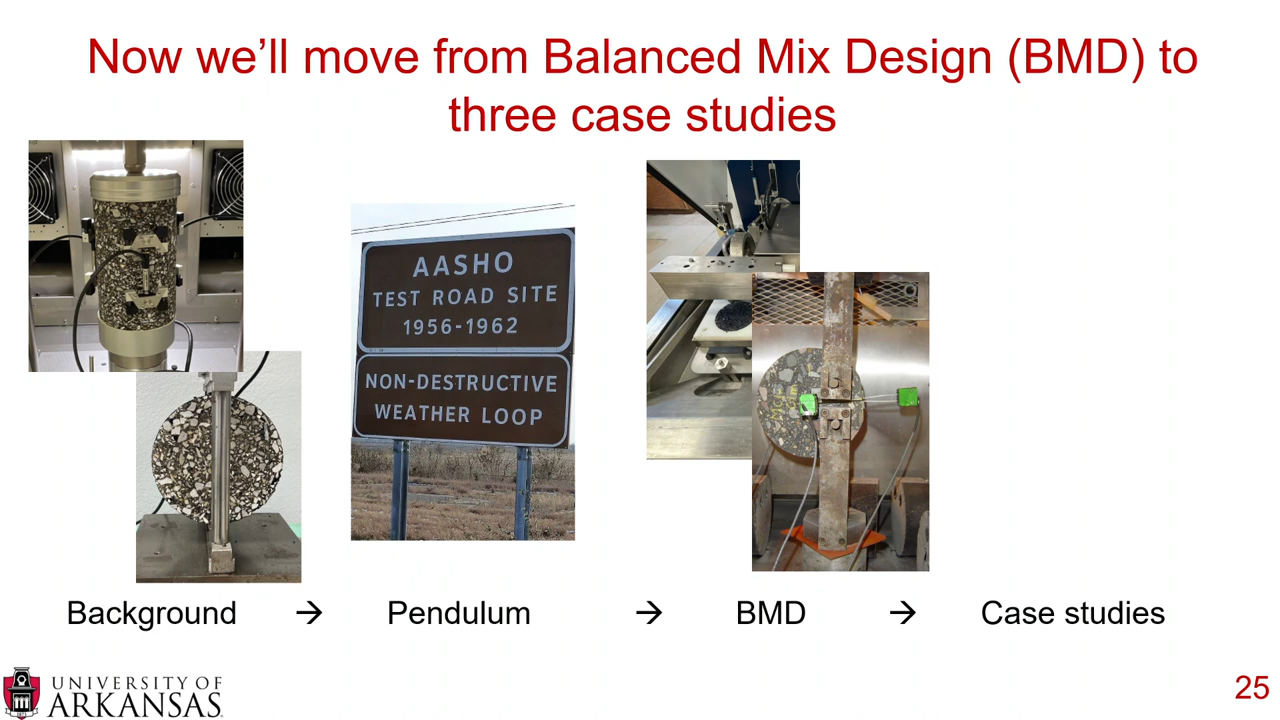 Now we’ll move from Balanced Mix Design (BMD) to
three case studies
AASHO
TEST ROAD SITE
1956-1962
NON-DESTRUCTIVE
WEATHER LOOP
Background → Pendulum → BMD → Case studies
UNIVERSITY OF
ARKANSAS
25